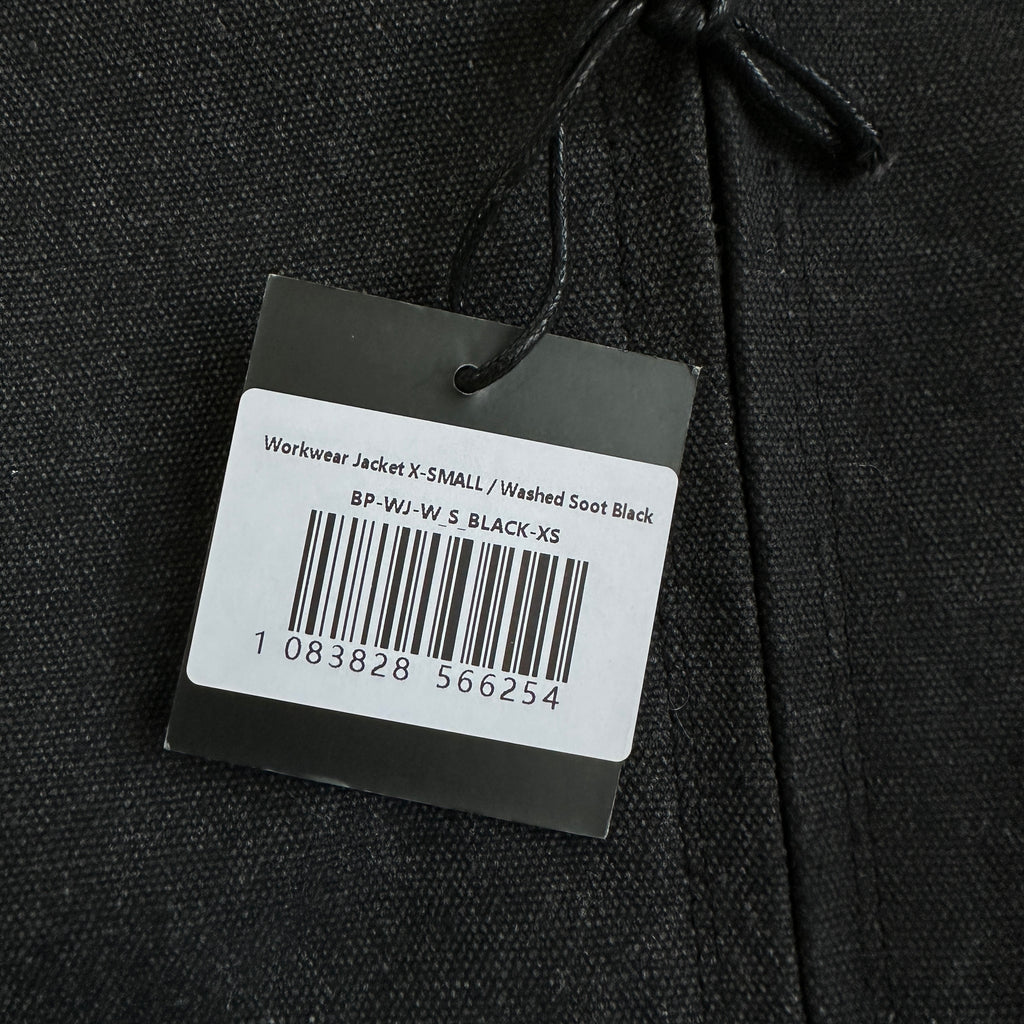 Workwear Jacket X-SMALL / Washed Soot Black
BP-WJ-W_S_BLACK-XS
1 083828 566254